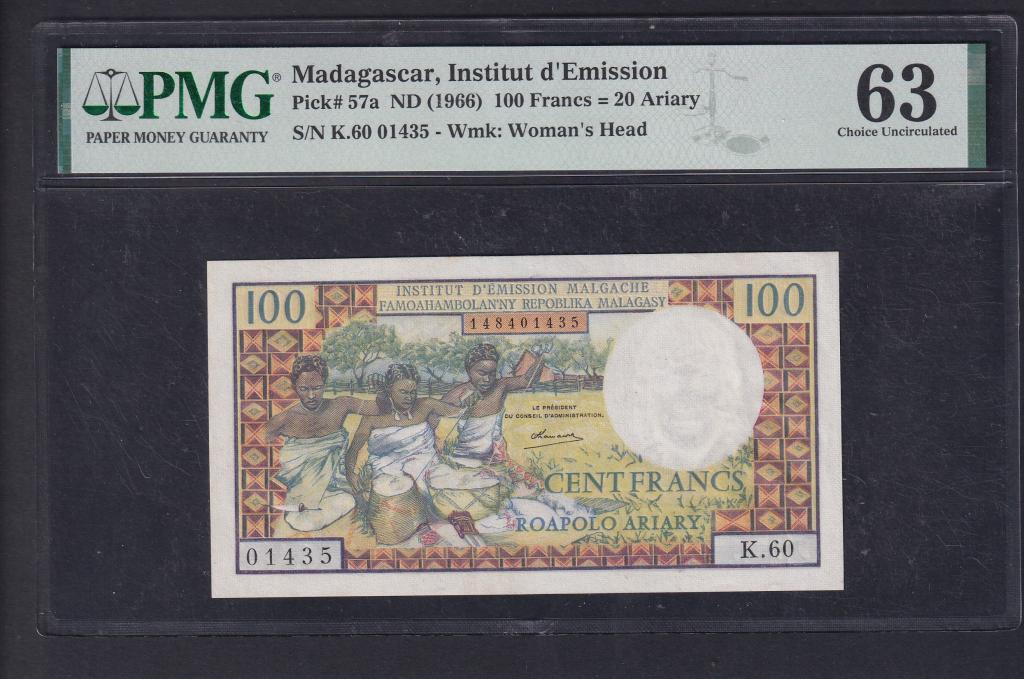 PMG®
PAPER MONEY GUARANTY
Madagascar, Institut d'Emission
Pick# 57a ND (1966) 100 Francs = 20 Ariary
S/N K.60 01435 - Wmk: Woman's Head
63
Choice Uncirculated
100
INSTITUT D'ÉMISSION MALGACHE
FAMOAHAMBOLAN'NY REPOBLIKA MALAGASY
100
148401435
LE PRÉSIDENT
DU CONSEIL D'ADMINISTRATION.
CENT FRANCS
ROAPOLO ARIARY
01435
K.60